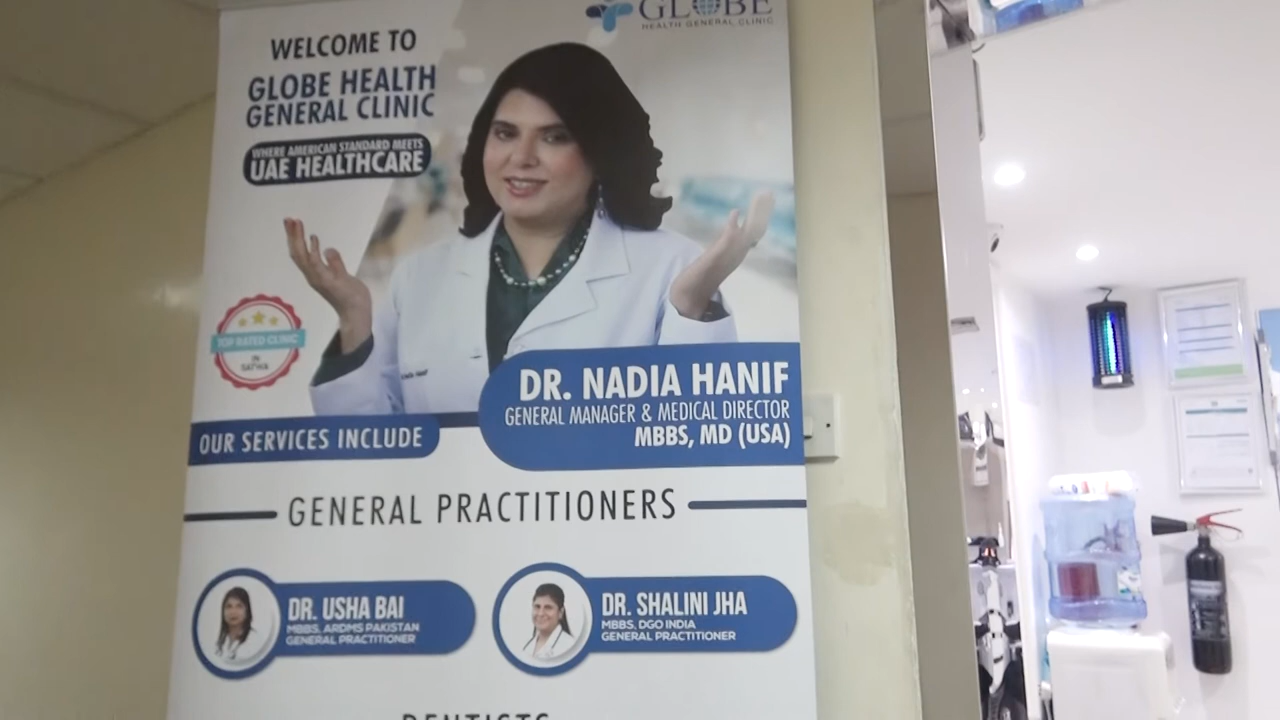 GLOBE
HEALTH GENERAL CLINIC
WELCOME TO
GLOBE HEALTH
GENERAL CLINIC
WHERE AMERICAN STANDARD MEETS
UAE HEALTHCARE
TOP RATED CLINIC
IN
SATWA
DR. NADIA HANIF
GENERAL MANAGER & MEDICAL DIRECTOR
MBBS, MD (USA)
OUR SERVICES INCLUDE
GENERAL PRACTITIONERS
DR. USHA BAI
MBBS, ARDMS PAKISTAN
GENERAL PRACTITIONER
DR. SHALINI JHA
MBBS, DGO INDIA
GENERAL PRACTITIONER
DENTISTS